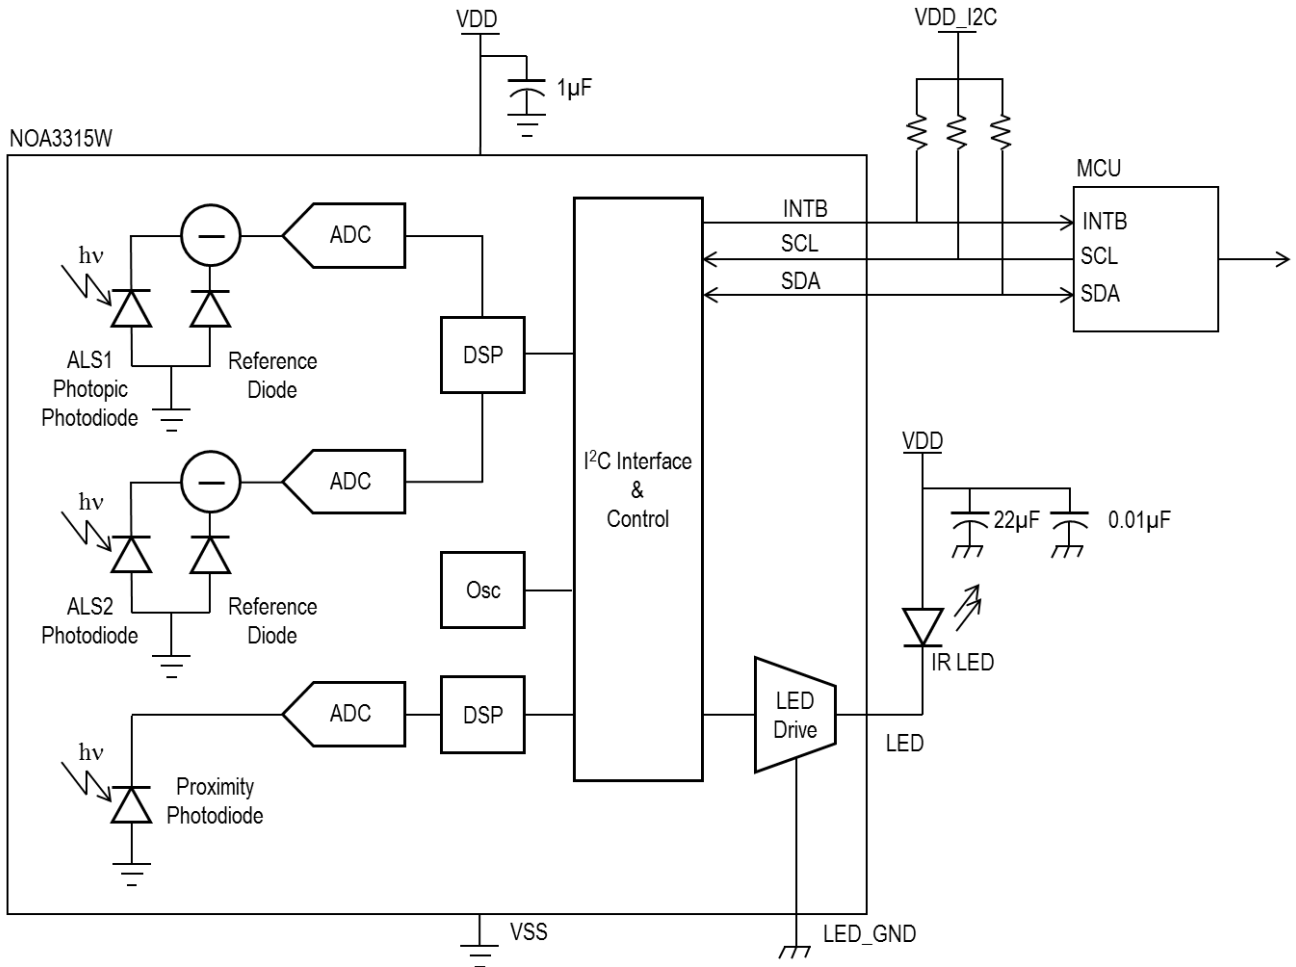 VDD
VDD_I2C
1µF
NOA3315W
MCU
ADC
INTB
INTB
hν
SCL
SCL
SDA
SDA
ALS1
Photopic
Photodiode
Reference
Diode
DSP
VDD
I²C Interface
&
Control
ADC
hν
22µF
0.01µF
Osc
ALS2
Photodiode
Reference
Diode
IR LED
ADC
DSP
LED
Drive
LED
hν
Proximity
Photodiode
VSS
LED_GND